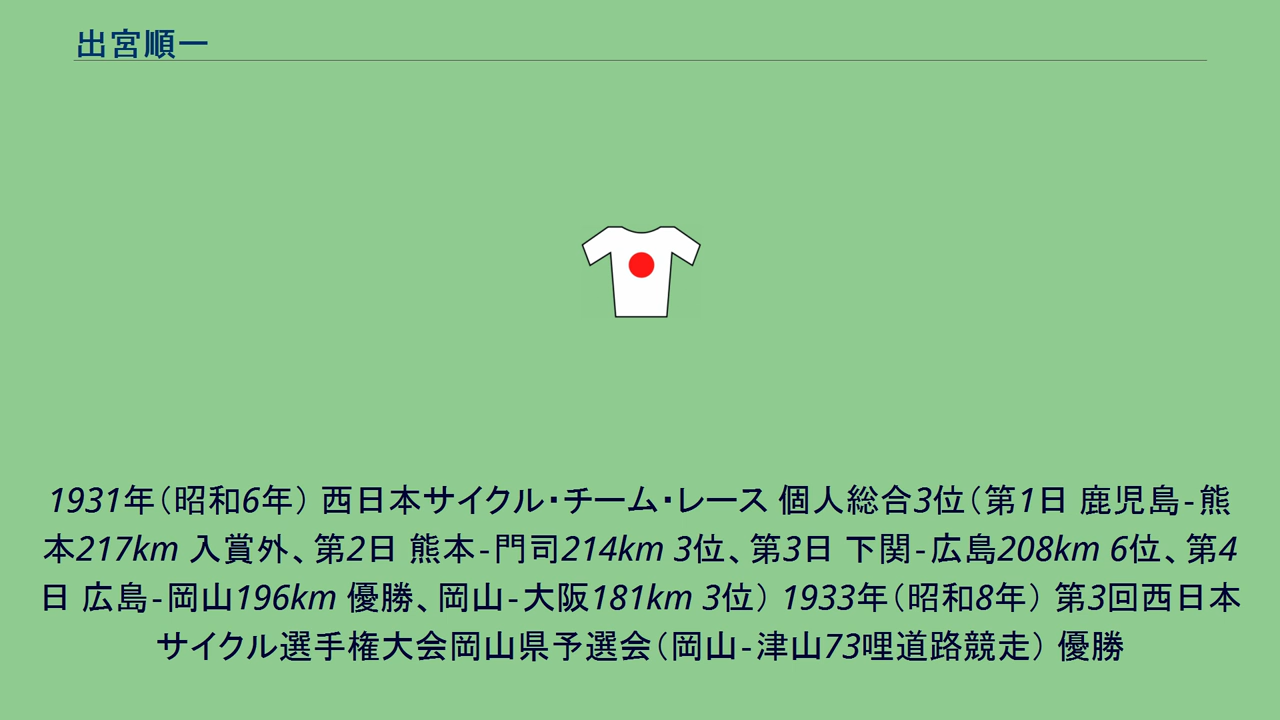 出宮順一
1931年（昭和6年） 西日本サイクル・チーム・レース 個人総合3位（第1日 鹿児島-熊
本217km 入賞外、第2日 熊本-門司214km 3位、第3日 下関-広島208km 6位、第4
日 広島-岡山196km 優勝、岡山-大阪181km 3位） 1933年（昭和8年） 第3回西日本
サイクル選手権大会岡山県予選会（岡山-津山73哩道路競走） 優勝